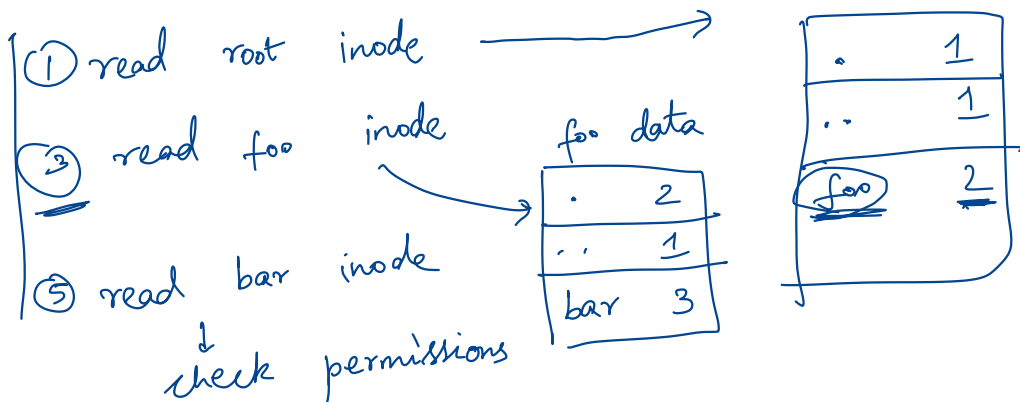 ① read root inode
. 1
.. 1
foo 2
③ read foo inode
foo data
. 2
.. 1
bar 3
⑤ read bar inode
check permissions